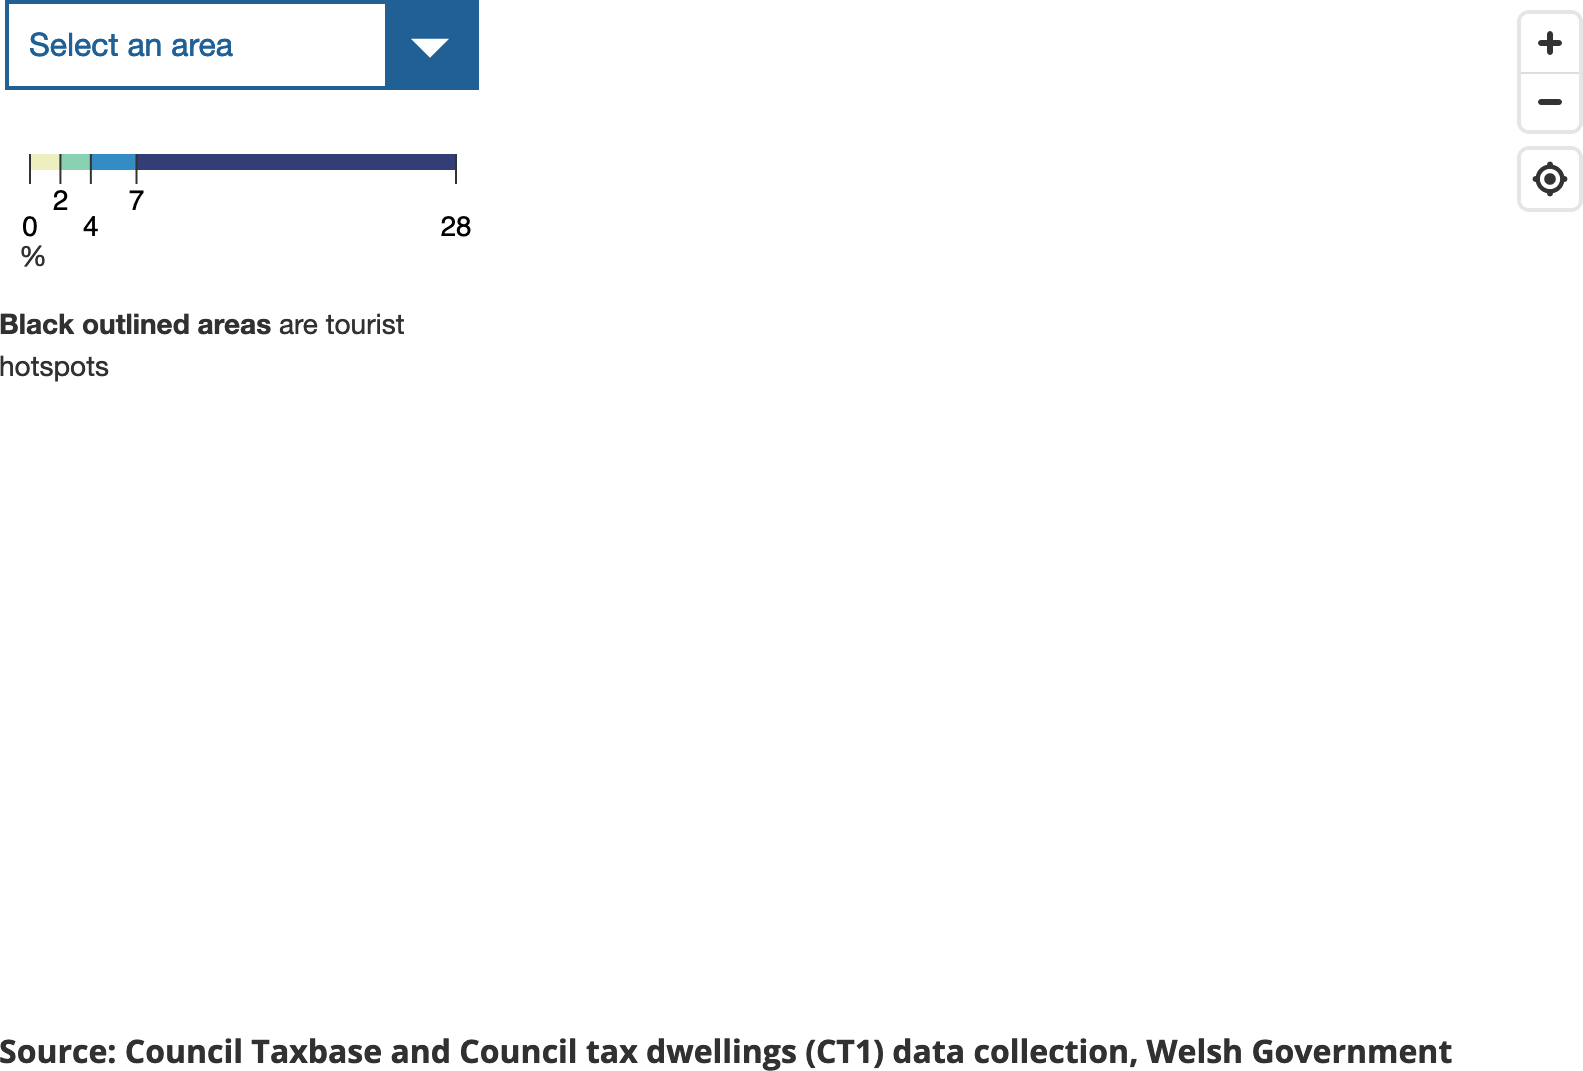 Select an area
2 7
0 4 28
%
Black outlined areas are tourist
hotspots
Source: Council Taxbase and Council tax dwellings (CT1) data collection, Welsh Government